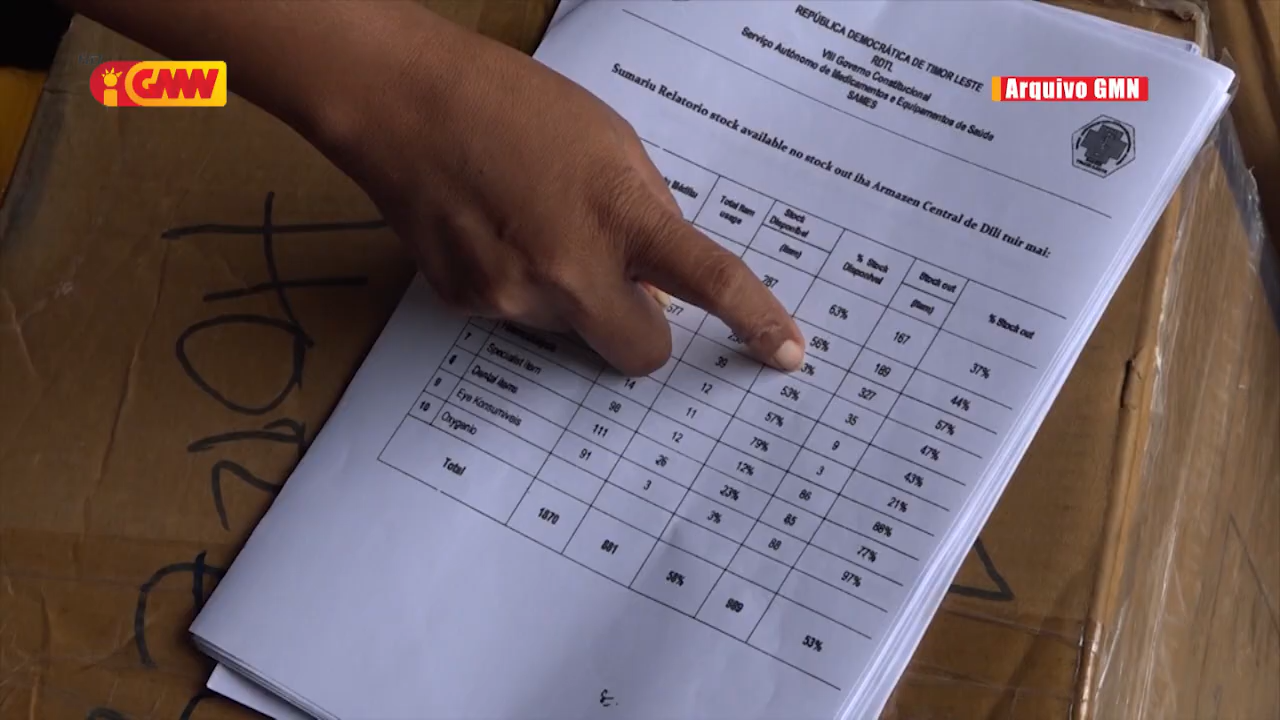 GMN
Arquivo GMN
REPÚBLICA DEMOCRÁTICA DE TIMOR LESTE
RDTL
VIII Governo Constitucional
Serviço Autónomo de Medicamentos e Equipamentos de Saúde
SAMES
Sumariu Relatorio stock available no stock out iha Armazen Central de Dili ruir mai:
Total item usage
Stock Disponível (Item)
% Stock Disponível
Stock out (Item)
% Stock out
287 63% 167 37%
577 56% 189 44%
3% 327 57%
39 53% 35 47%
7
14 12 57% 9 43%
8 Specialist item 98 11 79% 3 21%
9 Dental items 111 12 12% 86 88%
10 Eye Konsumiveis 91 26 23% 85 77%
Oxygenio 3 3% 88 97%
Total 1870 881 58% 989 53%